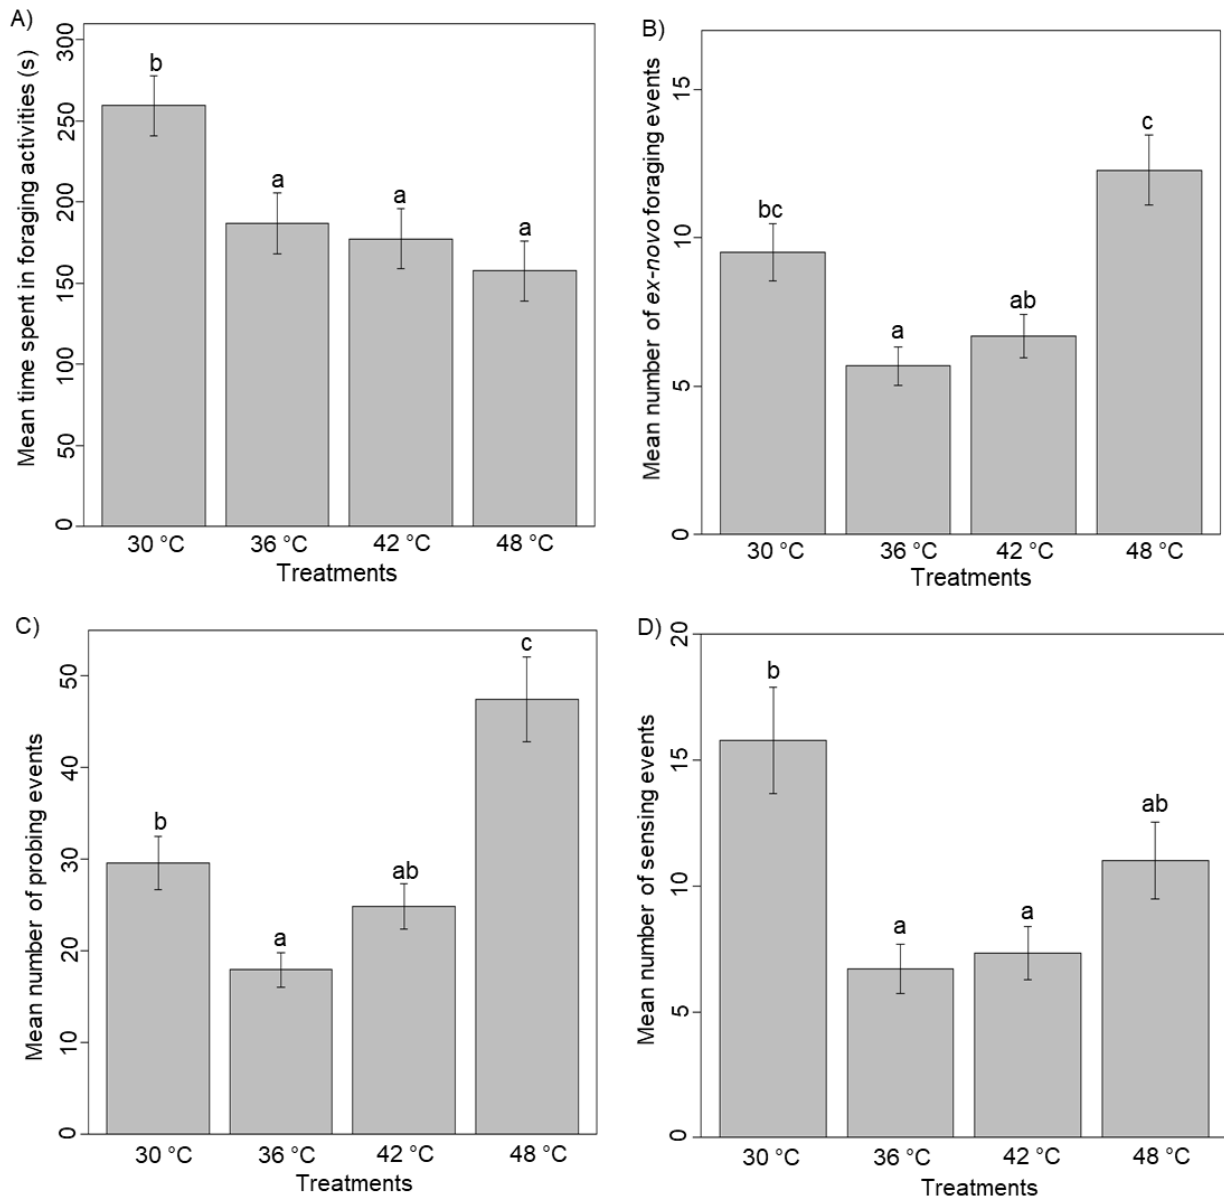 A)
Mean time spent in foraging activities (s)
300
250
200
150
100
50
0
b
a
a
a
30 °C
36 °C
42 °C
48 °C
Treatments
B)
Mean number of ex-novo foraging events
15
10
5
0
bc
a
ab
c
30 °C
36 °C
42 °C
48 °C
Treatments
C)
Mean number of probing events
50
40
30
20
10
0
b
a
ab
c
30 °C
36 °C
42 °C
48 °C
Treatments
D)
Mean number of sensing events
20
15
10
5
0
b
a
a
ab
30 °C
36 °C
42 °C
48 °C
Treatments